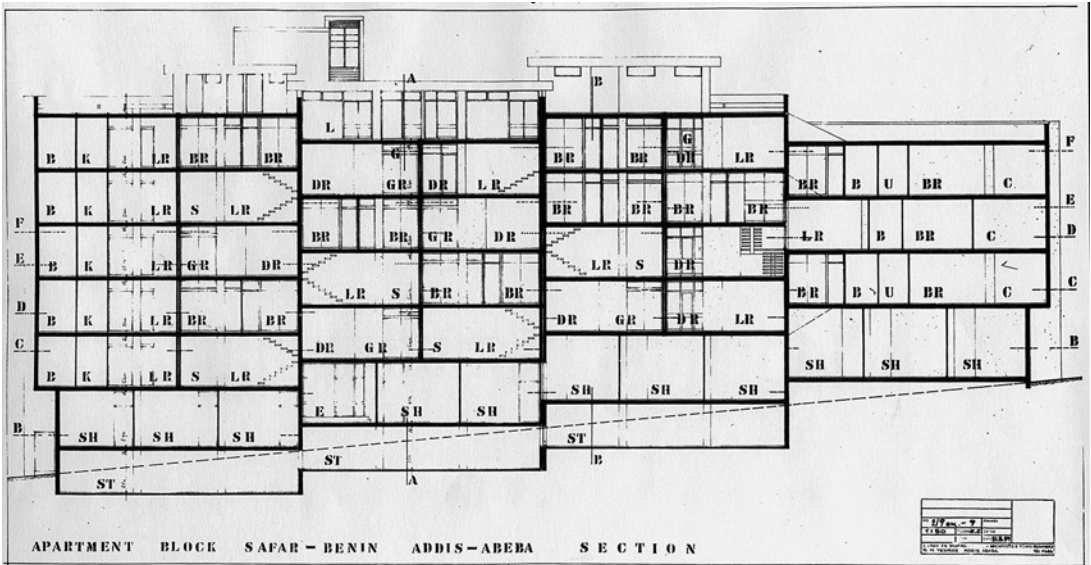 A
B
L
G
G
F
B K LR BR BR
DR GR DR LR
BR BR DR LR
BR B U BR C
F
B K LR S LR
BR BR GR DR
BR BR BR BR
LR B BR C
E
D
F
E
B K LR GR DR
LR S BR BR
LR S DR
BR B U BR C
C
D
B K LR BR BR
DR GR S LR
DR GR DR LR
SH SH SH
B
C
B K LR S LR
E SH SH
SH SH SH
B
SH SH SH
ST
ST
ST
A
B
APARTMENT BLOCK SAFAR-BENIN ADDIS-ABEBA SECTION